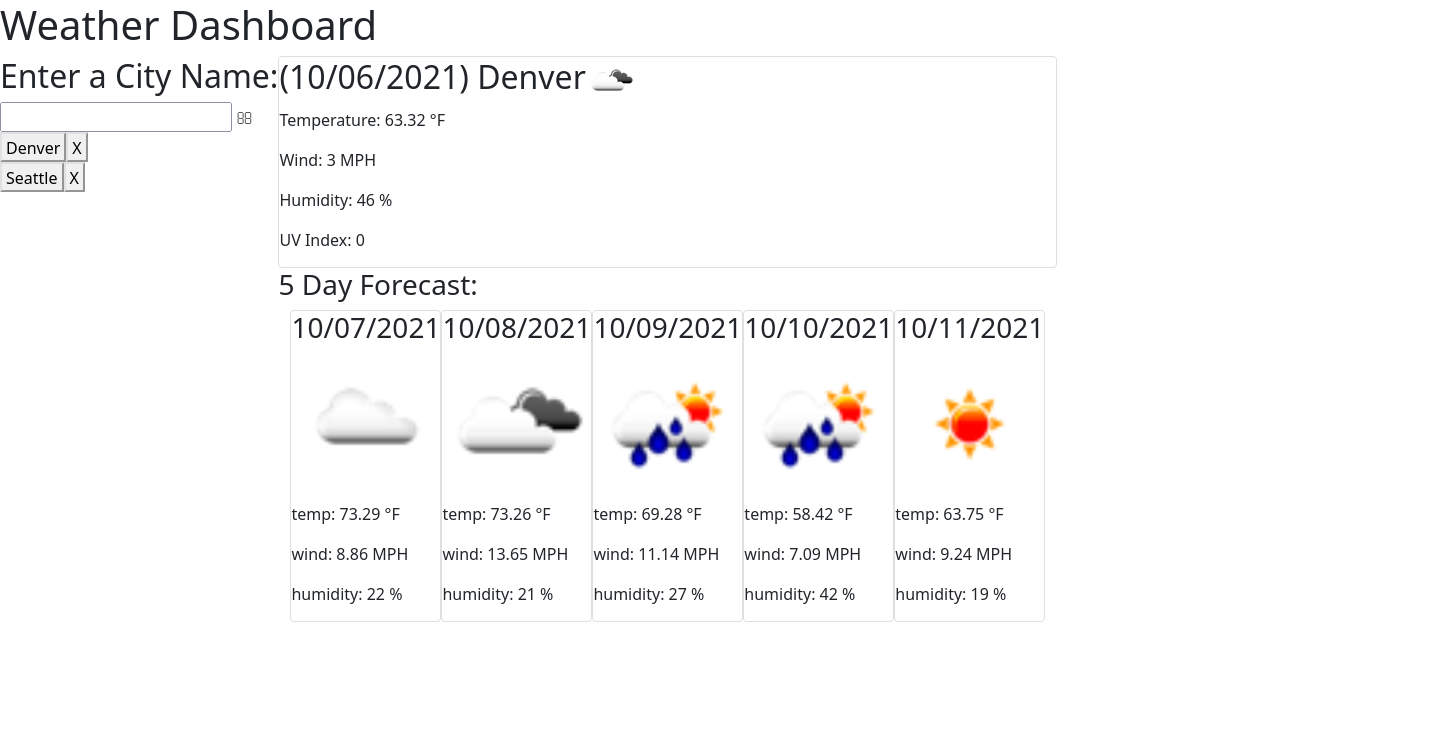 Weather Dashboard
Enter a City Name:
Denver X
Seattle X
(10/06/2021) Denver
Temperature: 63.32 °F
Wind: 3 MPH
Humidity: 46 %
UV Index: 0
5 Day Forecast:
10/07/2021
temp: 73.29 °F
wind: 8.86 MPH
humidity: 22 %
10/08/2021
temp: 73.26 °F
wind: 13.65 MPH
humidity: 21 %
10/09/2021
temp: 69.28 °F
wind: 11.14 MPH
humidity: 27 %
10/10/2021
temp: 58.42 °F
wind: 7.09 MPH
humidity: 42 %
10/11/2021
temp: 63.75 °F
wind: 9.24 MPH
humidity: 19 %